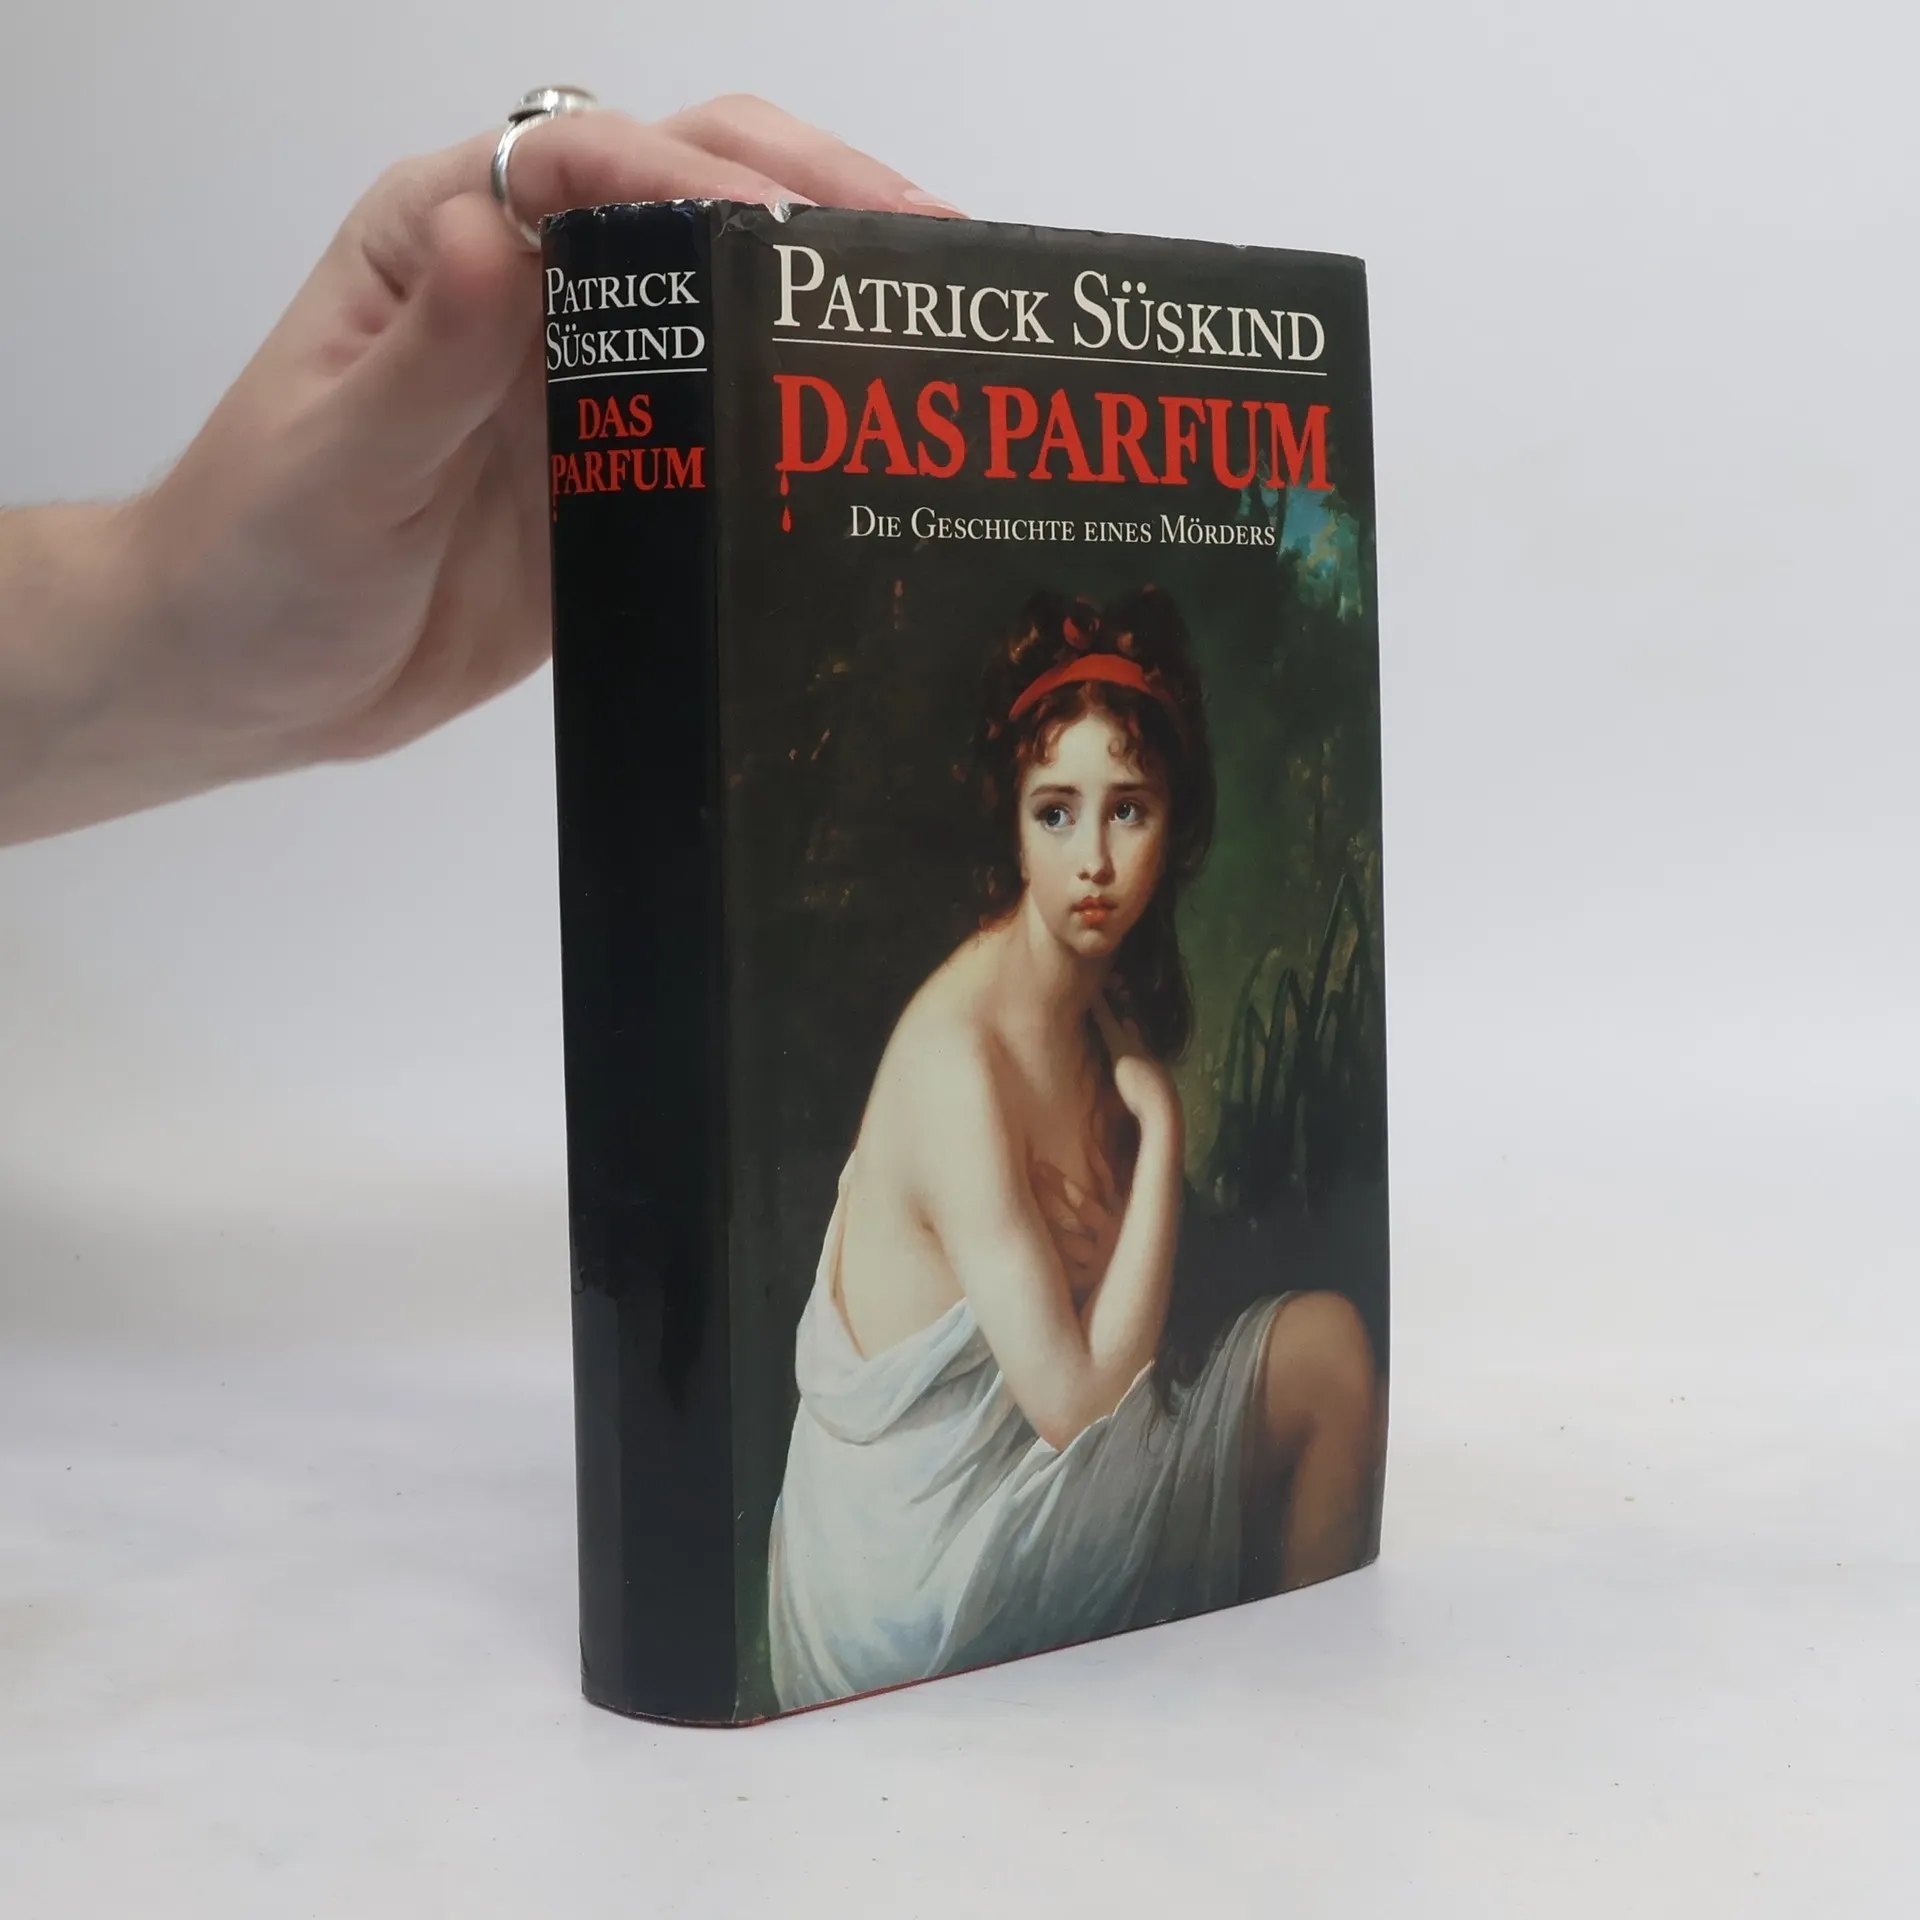 PATRICK
SÜSKIND
DAS
PARFUM
PATRICK SÜSKIND
DAS PARFUM
DIE GESCHICHTE EINES MÖRDERS